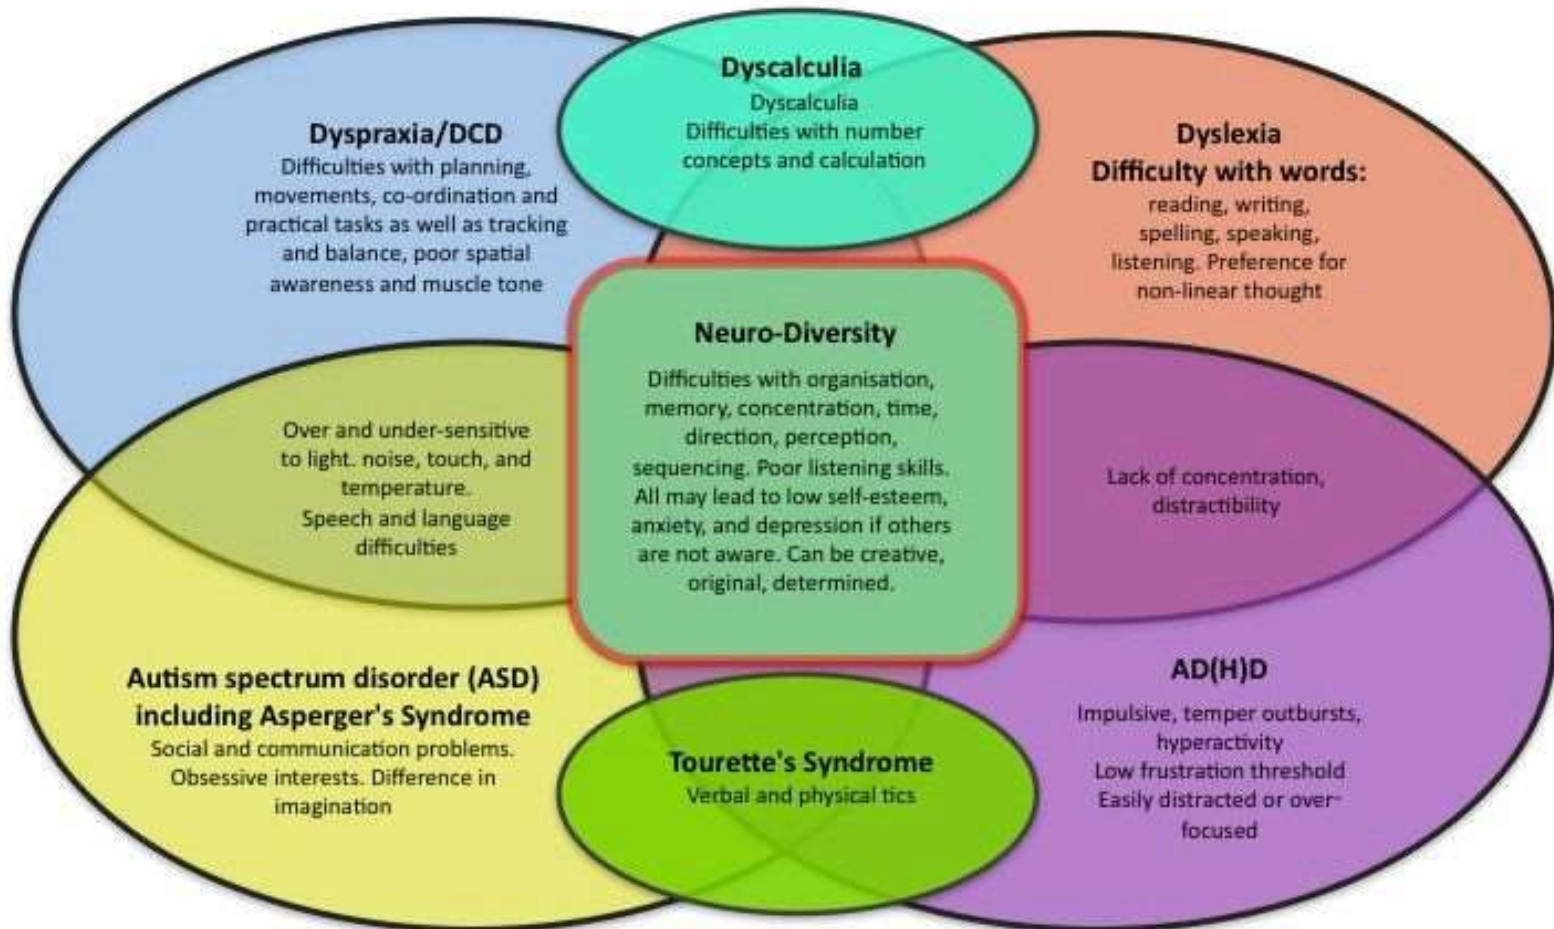 Dyscalculia
Dyscalculia
Difficulties with number
concepts and calculation
Dyspraxia/DCD
Difficulties with planning,
movements, co-ordination and
practical tasks as well as tracking
and balance, poor spatial
awareness and muscle tone
Dyslexia
Difficulty with words:
reading, writing,
spelling, speaking,
listening. Preference for
non-linear thought
Neuro-Diversity
Difficulties with organisation,
memory, concentration, time,
direction, perception,
sequencing. Poor listening skills.
All may lead to low self-esteem,
anxiety, and depression if others
are not aware. Can be creative,
original, determined.
Over and under-sensitive
to light. noise, touch, and
temperature.
Speech and language
difficulties
Lack of concentration,
distractibility
Autism spectrum disorder (ASD)
including Asperger's Syndrome
Social and communication problems.
Obsessive interests. Difference in
imagination
Tourette's Syndrome
Verbal and physical tics
AD(H)D
Impulsive, temper outbursts,
hyperactivity
Low frustration threshold
Easily distracted or over-
focused